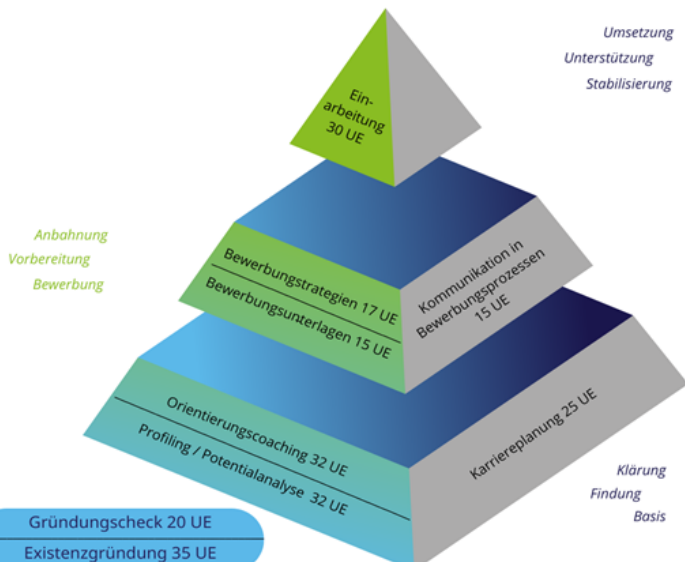 Umsetzung
Unterstützung
Stabilisierung
Ein-
arbeitung
30 UE
Anbahnung
Vorbereitung
Bewerbung
Bewerbungstrategien 17 UE
Bewerbungsunterlagen 15 UE
Kommunikation in
Bewerbungsprozessen
15 UE
Orientierungscoaching 32 UE
Profiling / Potentialanalyse 32 UE
Karriereplanung 25 UE
Klärung
Findung
Basis
Gründungscheck 20 UE
Existenzgründung 35 UE